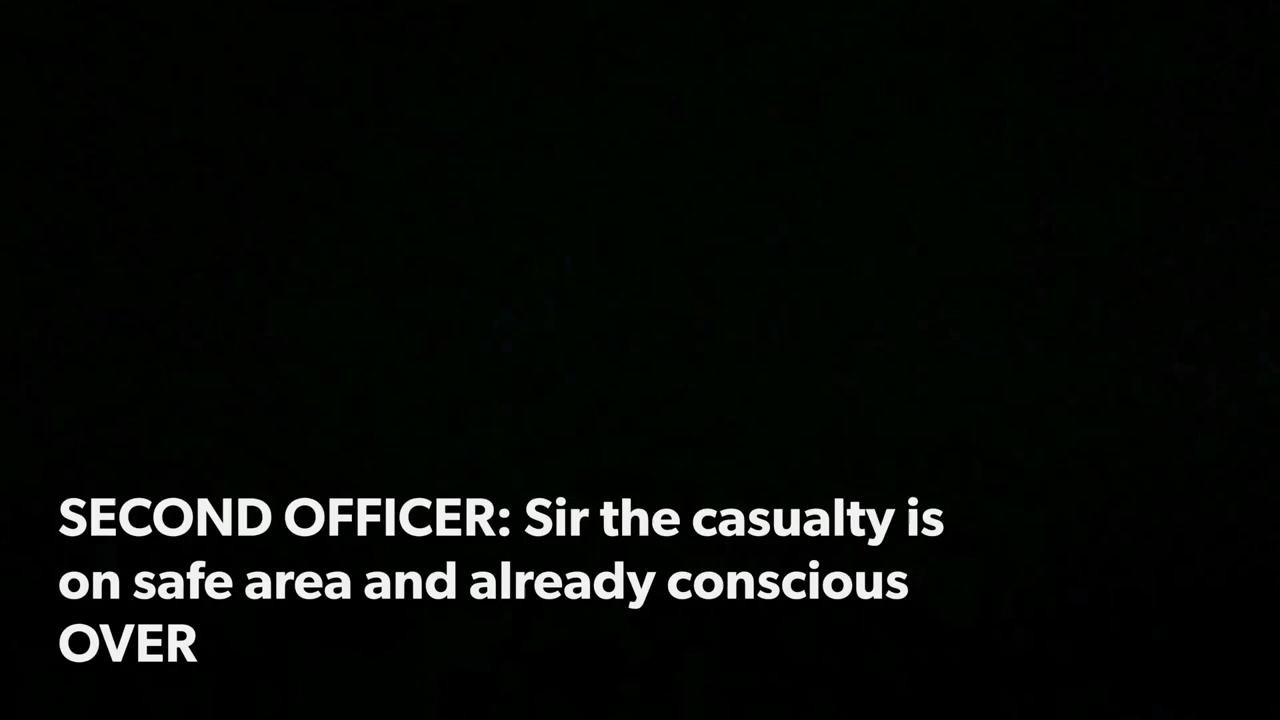 SECOND OFFICER: Sir the casualty is
on safe area and already conscious
OVER